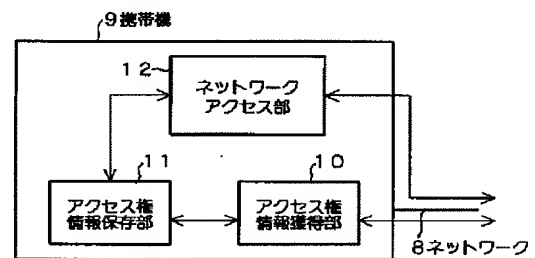 9携帯機
12
ネットワーク
アクセス部
11
10
アクセス権
情報保存部
アクセス権
情報獲得部
8ネットワーク